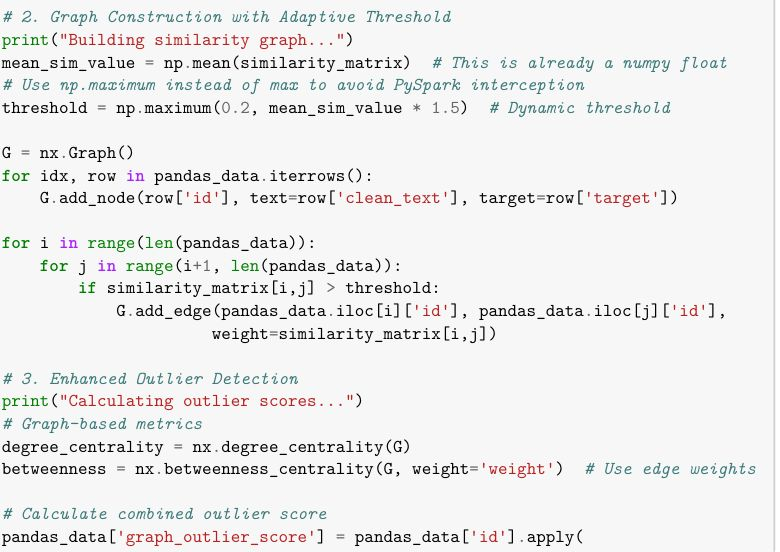 # 2. Graph Construction with Adaptive Threshold
print("Building similarity graph...")
mean_sim_value = np.mean(similarity_matrix)  # This is already a numpy float
# Use np.maximum instead of max to avoid PySpark interception
threshold = np.maximum(0.2, mean_sim_value * 1.5)  # Dynamic threshold

G = nx.Graph()
for idx, row in pandas_data.iterrows():
    G.add_node(row['id'], text=row['clean_text'], target=row['target'])

for i in range(len(pandas_data)):
    for j in range(i+1, len(pandas_data)):
        if similarity_matrix[i,j] > threshold:
            G.add_edge(pandas_data.iloc[i]['id'], pandas_data.iloc[j]['id'],
                      weight=similarity_matrix[i,j])

# 3. Enhanced Outlier Detection
print("Calculating outlier scores...")
# Graph-based metrics
degree_centrality = nx.degree_centrality(G)
betweenness = nx.betweenness_centrality(G, weight='weight')  # Use edge weights

# Calculate combined outlier score
pandas_data['graph_outlier_score'] = pandas_data['id'].apply(